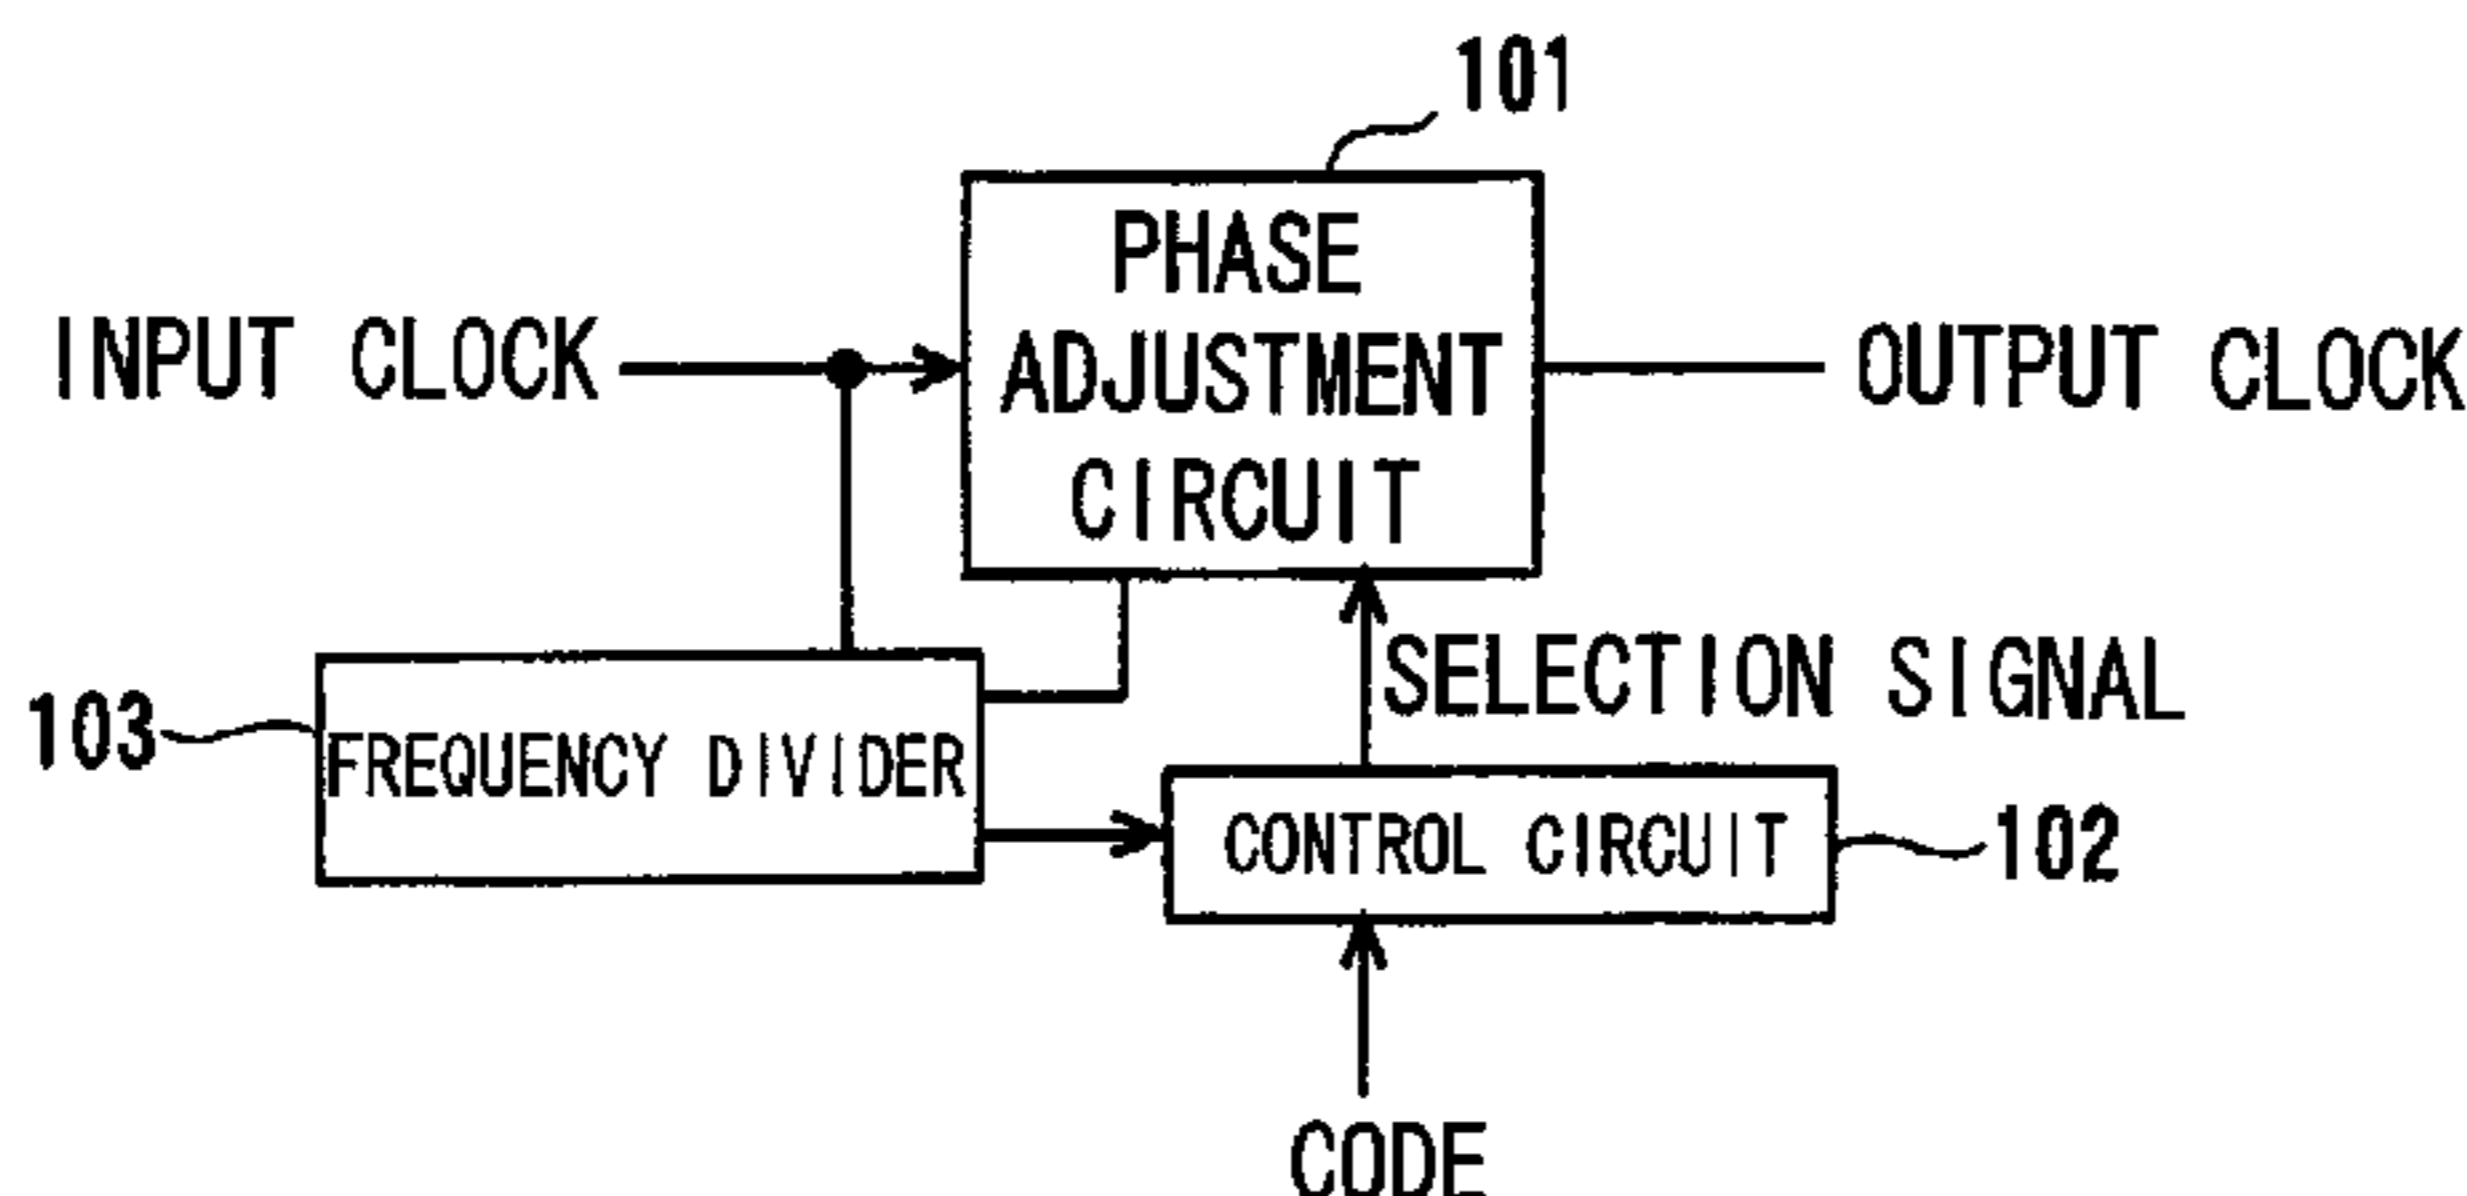 101
PHASE
ADJUSTMENT
CIRCUIT
INPUT CLOCK
OUTPUT CLOCK
SELECTION SIGNAL
103
FREQUENCY DIVIDER
CONTROL CIRCUIT
102
CODE